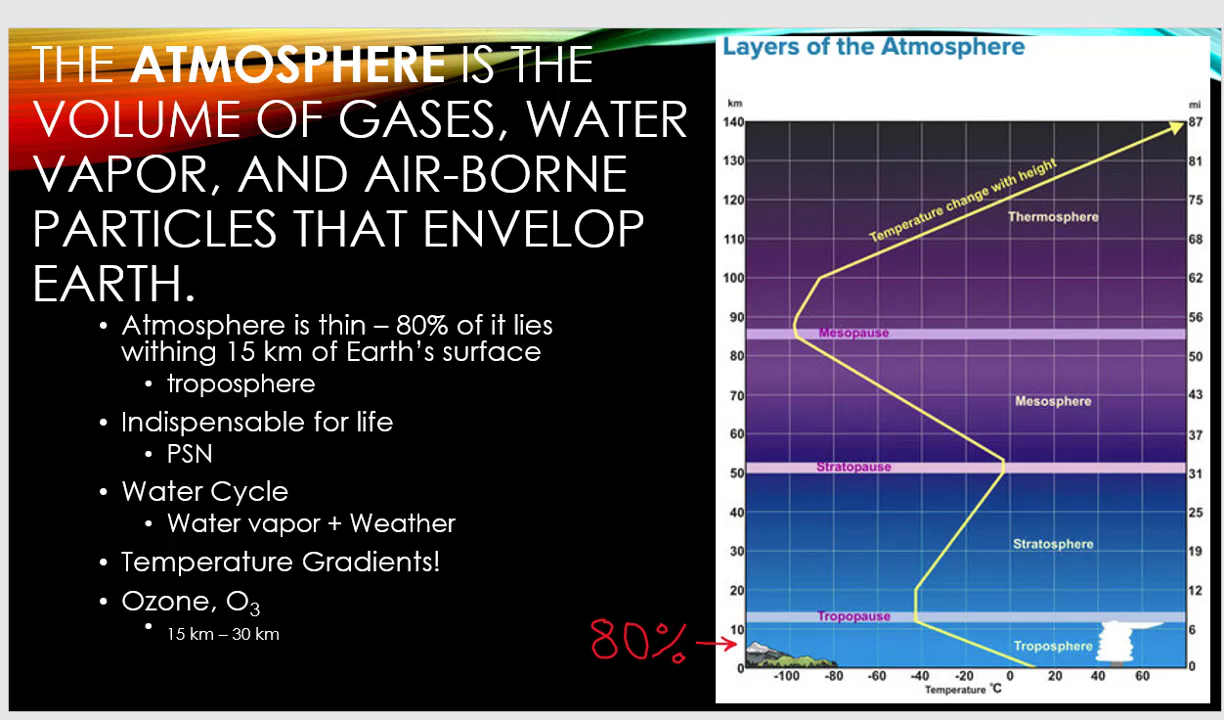 THE ATMOSPHERE IS THE
VOLUME OF GASES, WATER
VAPOR, AND AIR-BORNE
PARTICLES THAT ENVELOP
EARTH.
• Atmosphere is thin – 80% of it lies
withing 15 km of Earth's surface
• troposphere
• Indispensable for life
• PSN
• Water Cycle
• Water vapor + Weather
• Temperature Gradients!
• Ozone, O3
• 15 km – 30 km
80%
Layers of the Atmosphere
km
mi
140
87
130
81
120
75
110
68
100
62
90
56
80
50
70
43
60
37
50
31
40
25
30
19
20
12
10
6
0
0
Temperature change with height
Thermosphere
Mesopause
Mesosphere
Stratopause
Stratosphere
Tropopause
Troposphere
-100 -80 -60 -40 -20 0 20 40 60
Temperature °C